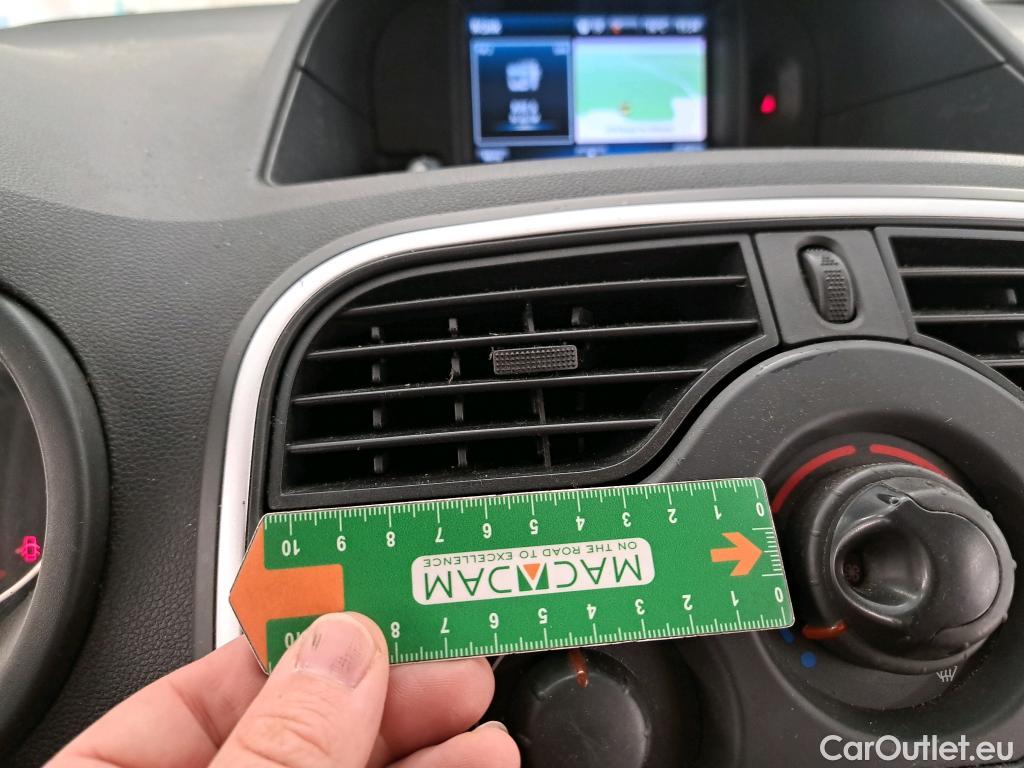 10 9 8 7 6 5 4 3 2 1 0
ON THE ROAD TO EXCELLENCE
MACADAM
10 8 7 6 5 4 3 2 1 0
CarOutlet.eu